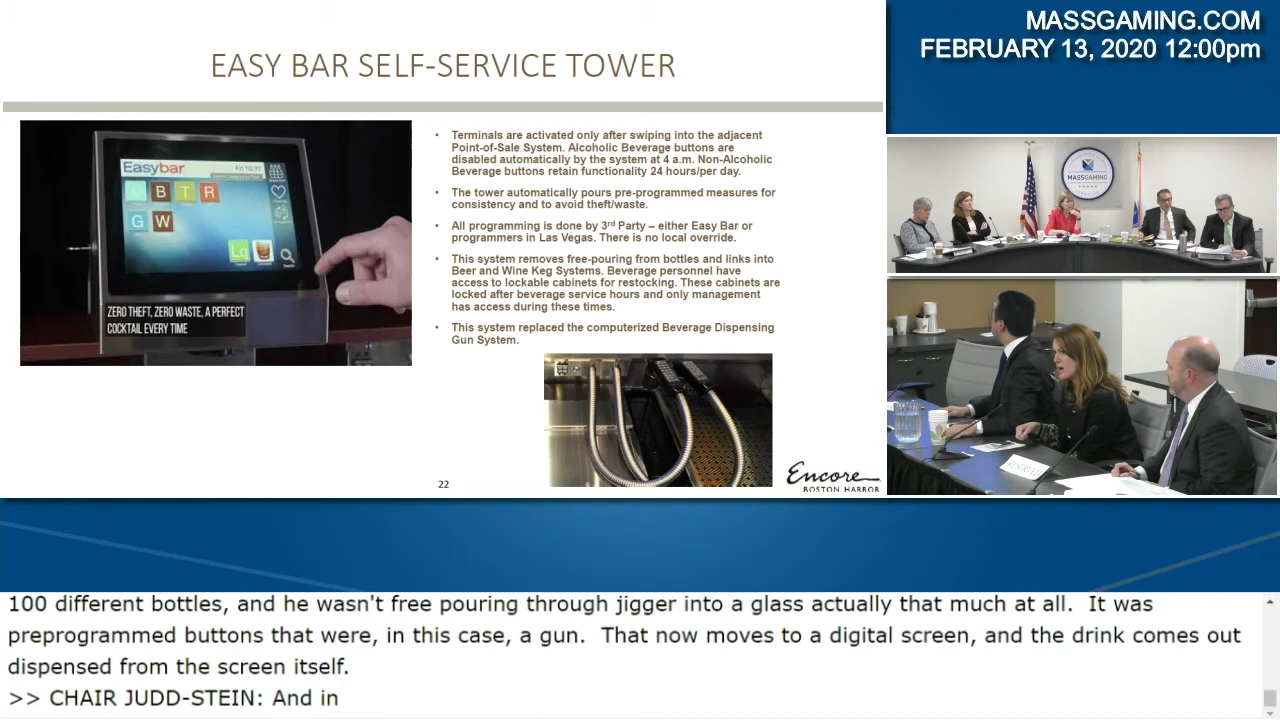 MASSGAMING.COM
FEBRUARY 13, 2020 12:00pm
EASY BAR SELF-SERVICE TOWER
Easybar
Fri 10:31
B T R
G W
Lq
ZERO THEFT, ZERO WASTE, A PERFECT
COCKTAIL EVERY TIME
• Terminals are activated only after swiping into the adjacent
Point-of-Sale System. Alcoholic Beverage buttons are
disabled automatically by the system at 4 a.m. Non-Alcoholic
Beverage buttons retain functionality 24 hours/per day.
• The tower automatically pours pre-programmed measures for
consistency and to avoid theft/waste.
• All programming is done by 3rd Party – either Easy Bar or
programmers in Las Vegas. There is no local override.
• This system removes free-pouring from bottles and links into
Beer and Wine Keg Systems. Beverage personnel have
access to lockable cabinets for restocking. These cabinets are
locked after beverage service hours and only management
has access during these times.
• This system replaced the computerized Beverage Dispensing
Gun System.
22
Encore
BOSTON HARBOR
MASSGAMING
RESERVED
100 different bottles, and he wasn't free pouring through jigger into a glass actually that much at all.  It was
preprogrammed buttons that were, in this case, a gun.  That now moves to a digital screen, and the drink comes out
dispensed from the screen itself.
>> CHAIR JUDD-STEIN: And in